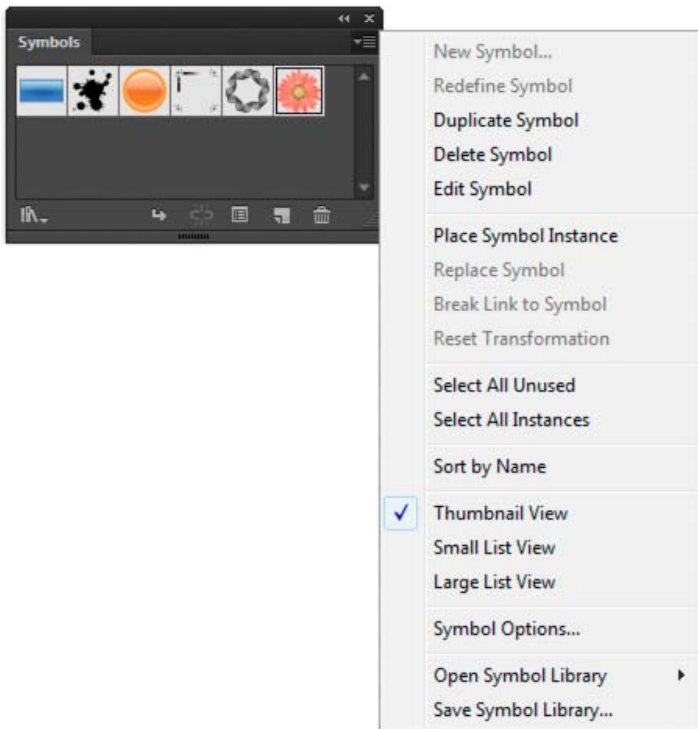 Symbols
New Symbol...
Redefine Symbol
Duplicate Symbol
Delete Symbol
Edit Symbol
Place Symbol Instance
Replace Symbol
Break Link to Symbol
Reset Transformation
Select All Unused
Select All Instances
Sort by Name
Thumbnail View
Small List View
Large List View
Symbol Options...
Open Symbol Library
Save Symbol Library...